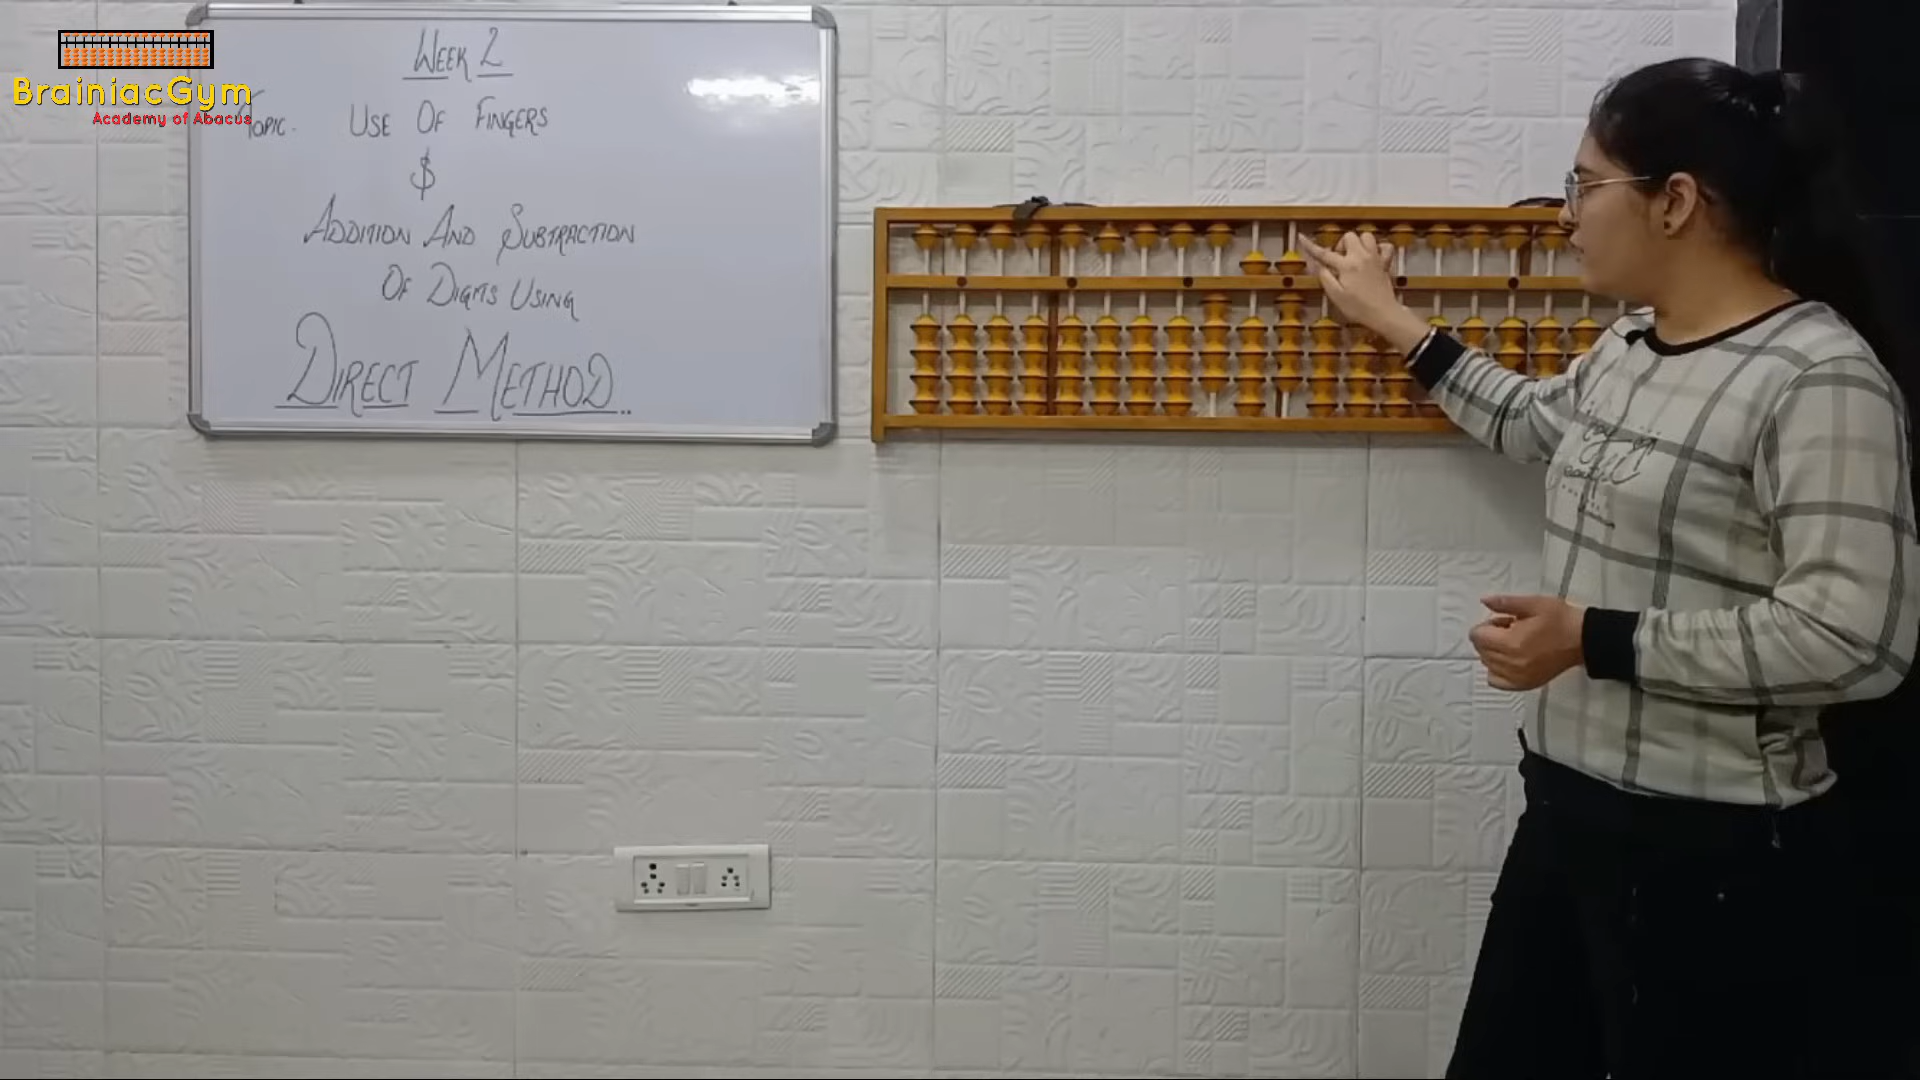 BrainiacGym
Academy of Abacus
WEEK 2
TOPIC. USE OF FINGERS
$
ADDITION AND SUBTRACTION
OF DIGITS USING
DIRECT METHOD..